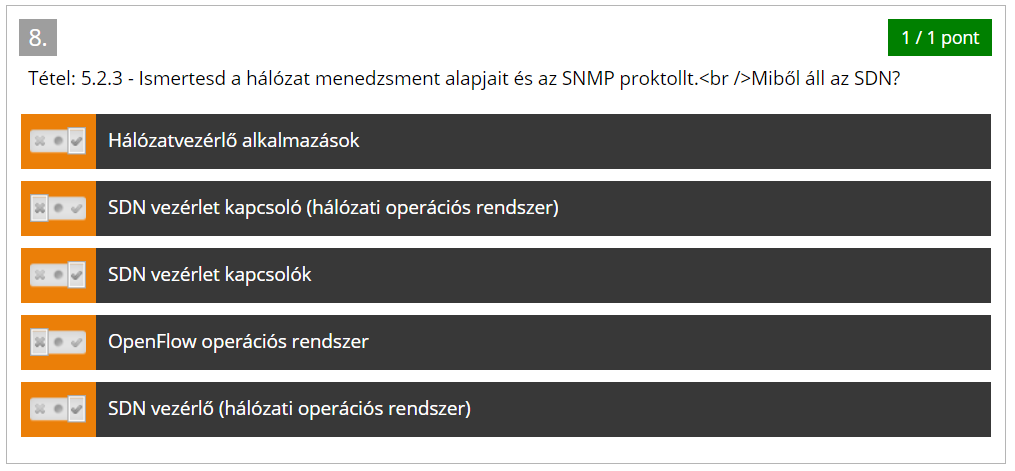 8.
1 / 1 pont
Tétel: 5.2.3 - Ismertesd a hálózat menedzsment alapjait és az SNMP proktollt.<br />Miből áll az SDN?
Hálózatvezérlő alkalmazások
SDN vezérlet kapcsoló (hálózati operációs rendszer)
SDN vezérlet kapcsolók
OpenFlow operációs rendszer
SDN vezérlő (hálózati operációs rendszer)